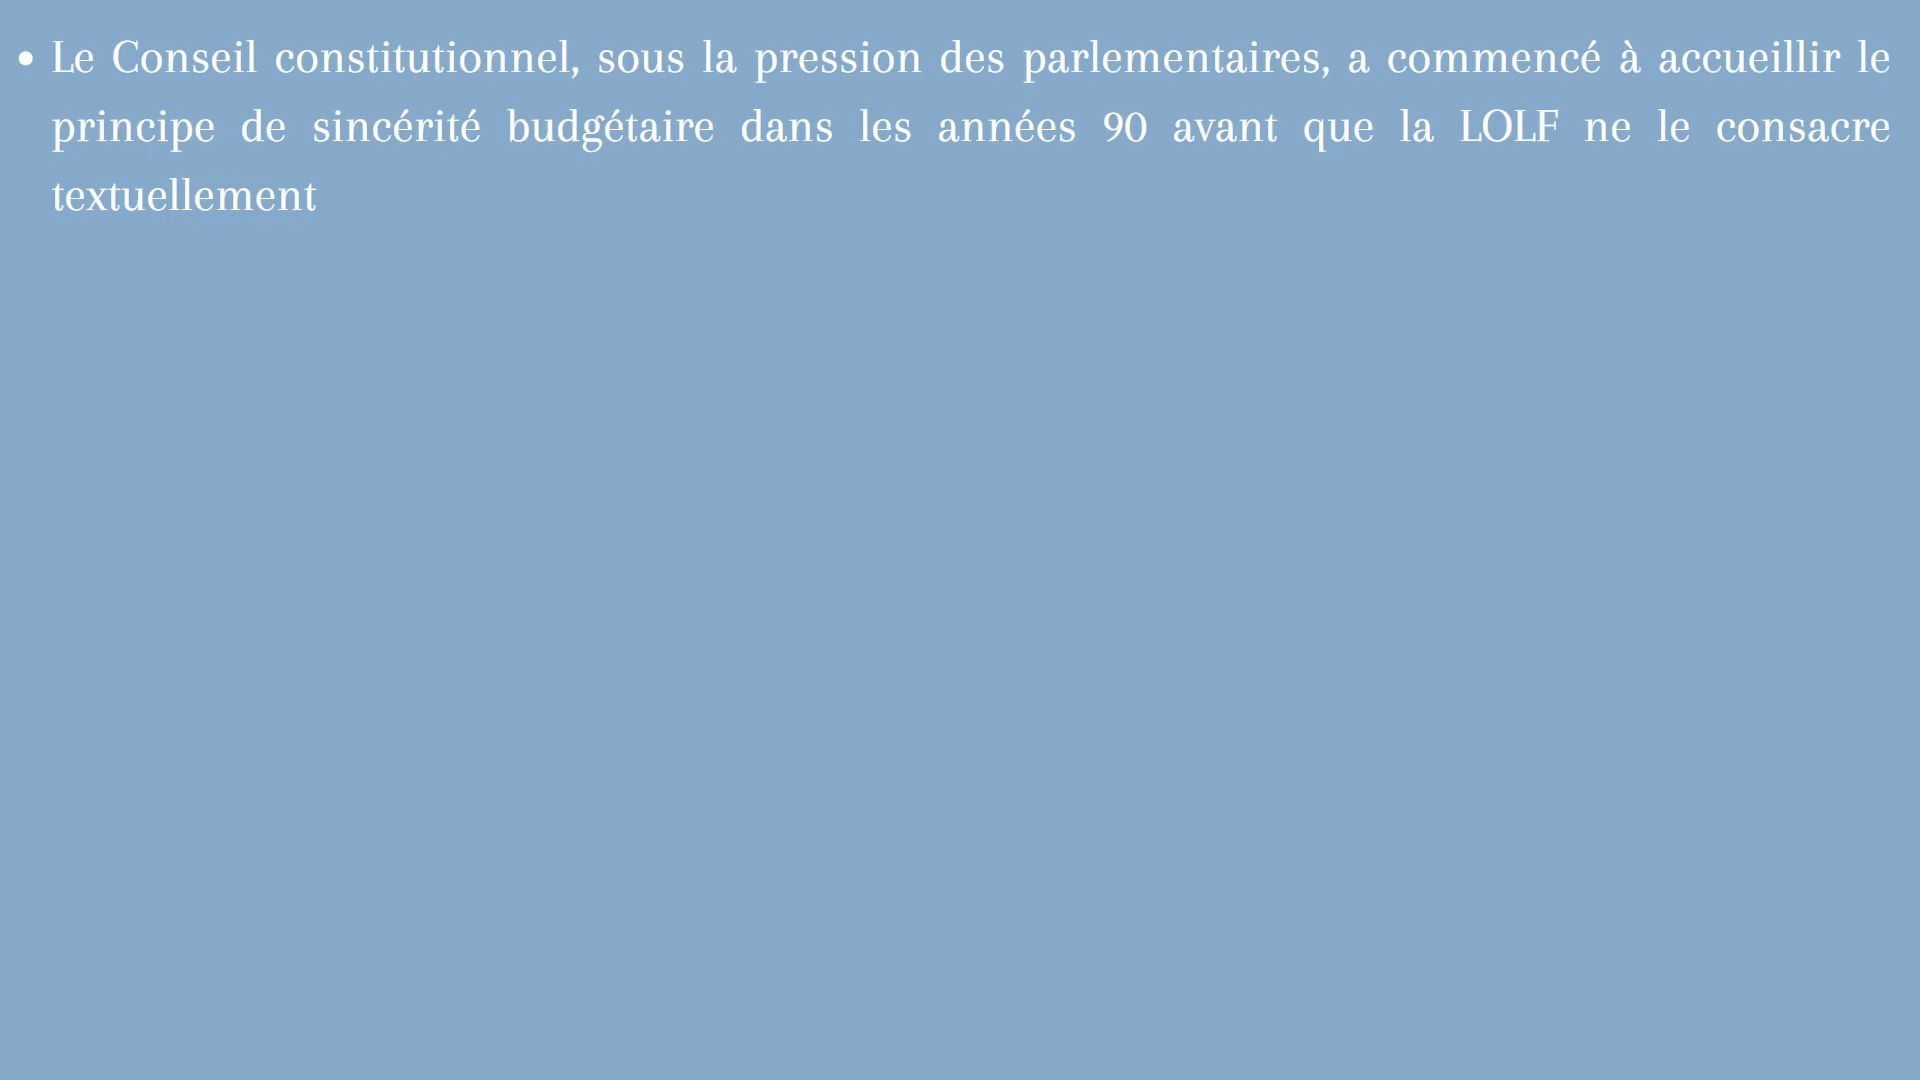 • Le Conseil constitutionnel, sous la pression des parlementaires, a commencé à accueillir le
principe de sincérité budgétaire dans les années 90 avant que la LOLF ne le consacre
textuellement